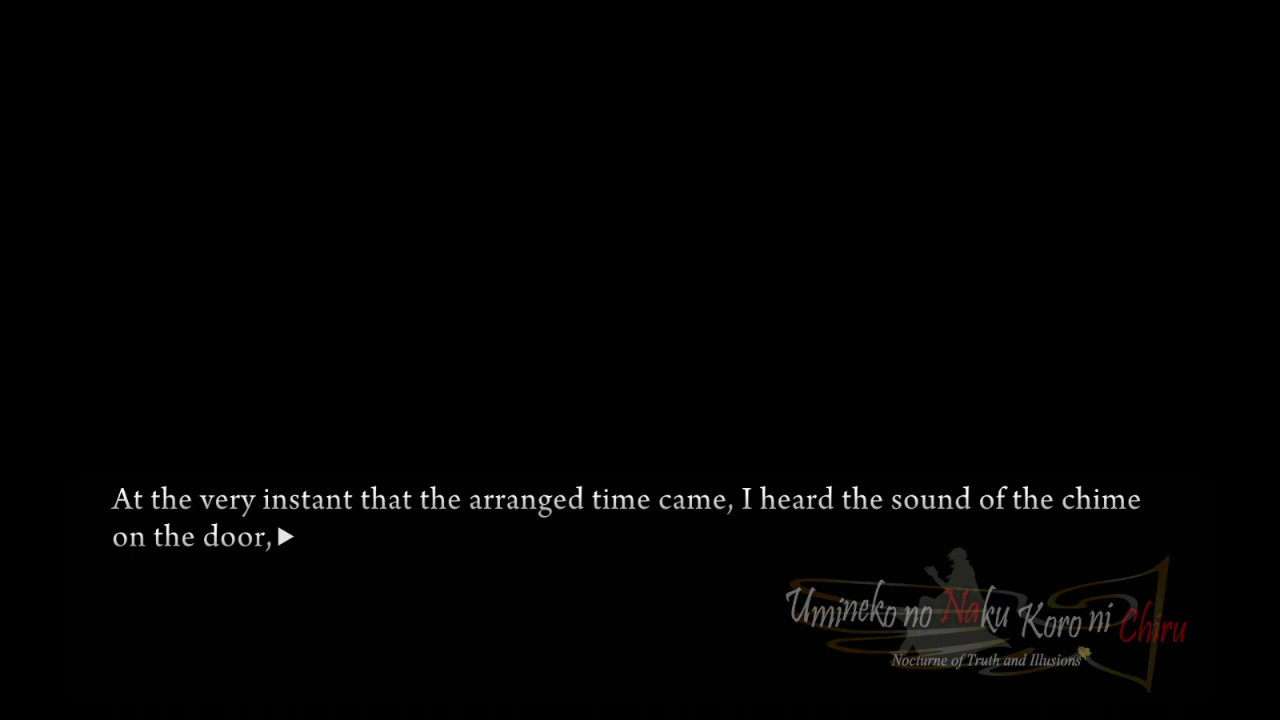 At the very instant that the arranged time came, I heard the sound of the chime
on the door,
Umineko no Naku Koro ni Chiru
Nocturne of Truth and Illusions